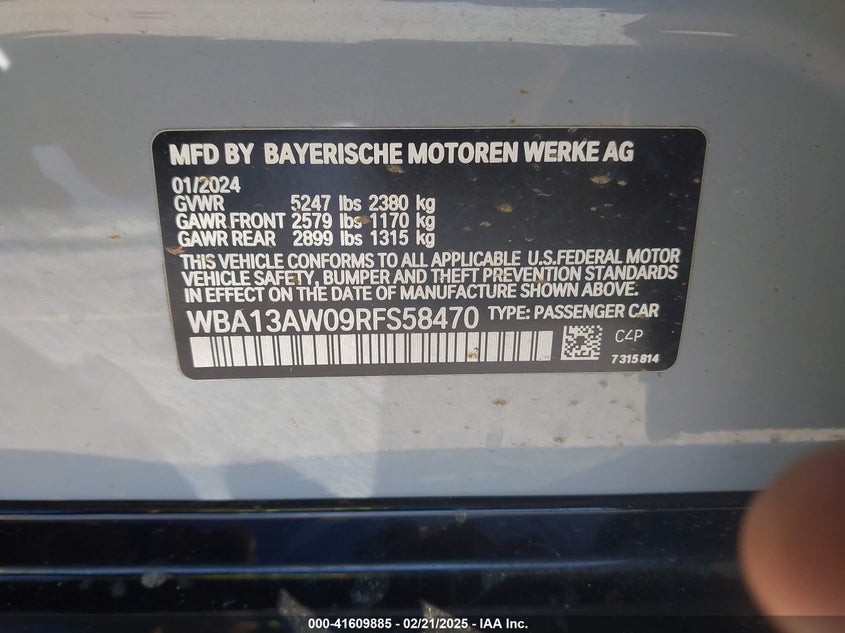 MFD BY BAYERISCHE MOTOREN WERKE AG
01/2024
GVWR 5247 lbs 2380 kg
GAWR FRONT 2579 lbs 1170 kg
GAWR REAR 2899 lbs 1315 kg
THIS VEHICLE CONFORMS TO ALL APPLICABLE U.S.FEDERAL MOTOR
VEHICLE SAFETY, BUMPER AND THEFT PREVENTION STANDARDS
IN EFFECT ON THE DATE OF MANUFACTURE SHOWN ABOVE.
WBA13AW09RFS58470 TYPE: PASSENGER CAR
C4P
7315814
000-41609885 — 02/21/2025 — IAA Inc.